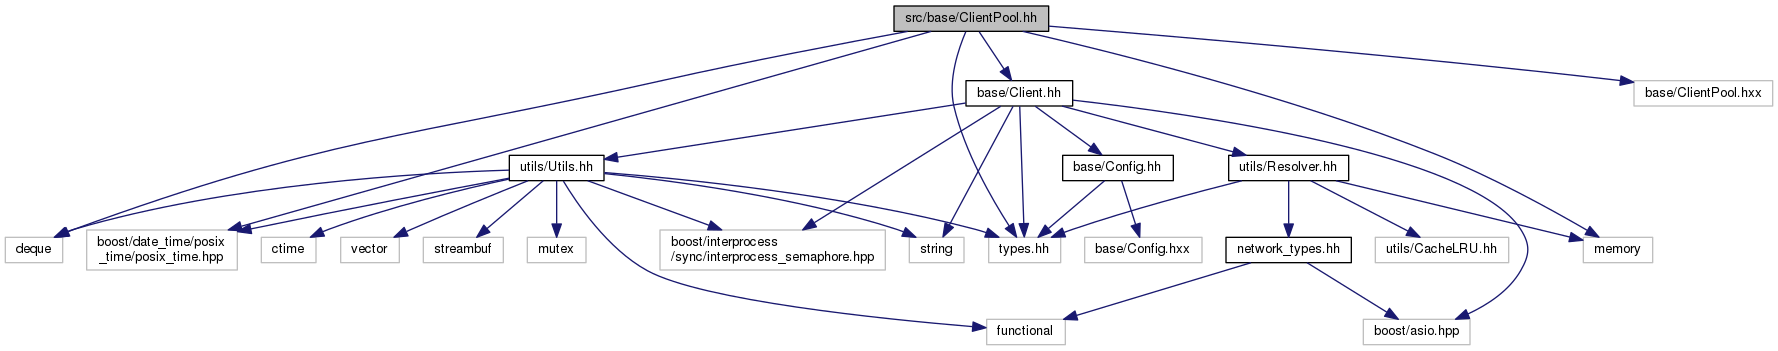 src/base/ClientPool.hh
base/Client.hh
base/ClientPool.hxx
utils/Utils.hh
base/Config.hh
utils/Resolver.hh
deque
boost/date_time/posix
_time/posix_time.hpp
ctime
vector
streambuf
mutex
boost/interprocess
/sync/interprocess_semaphore.hpp
string
types.hh
base/Config.hxx
network_types.hh
utils/CacheLRU.hh
memory
functional
boost/asio.hpp